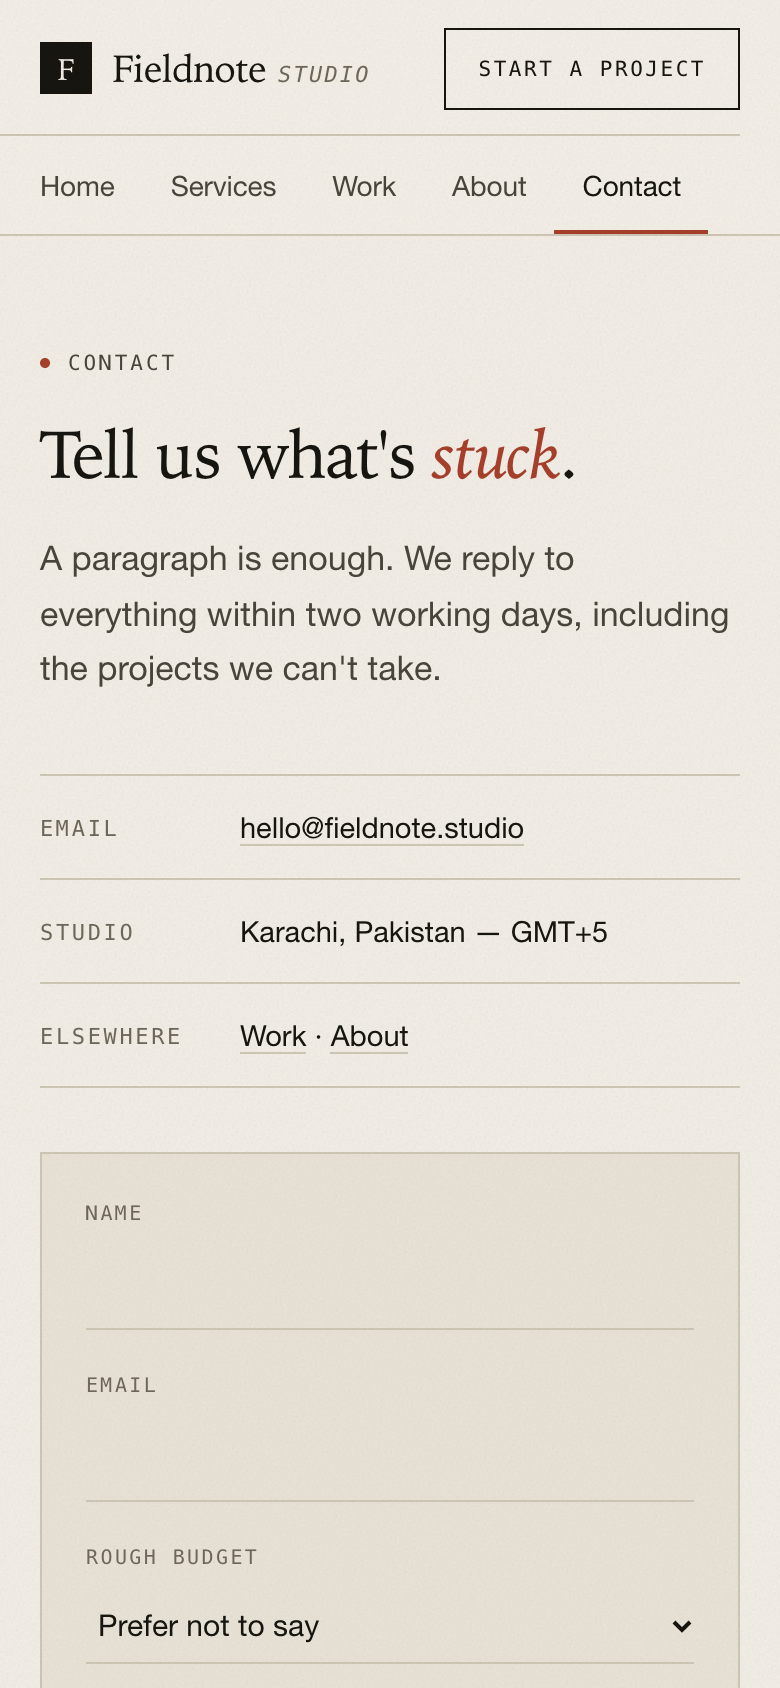 F Fieldnote STUDIO START A PROJECT
Home Services Work About Contact
CONTACT
Tell us what's stuck.
A paragraph is enough. We reply to
everything within two working days, including
the projects we can't take.
EMAIL hello@fieldnote.studio
STUDIO Karachi, Pakistan — GMT+5
ELSEWHERE Work · About
NAME
EMAIL
ROUGH BUDGET
Prefer not to say